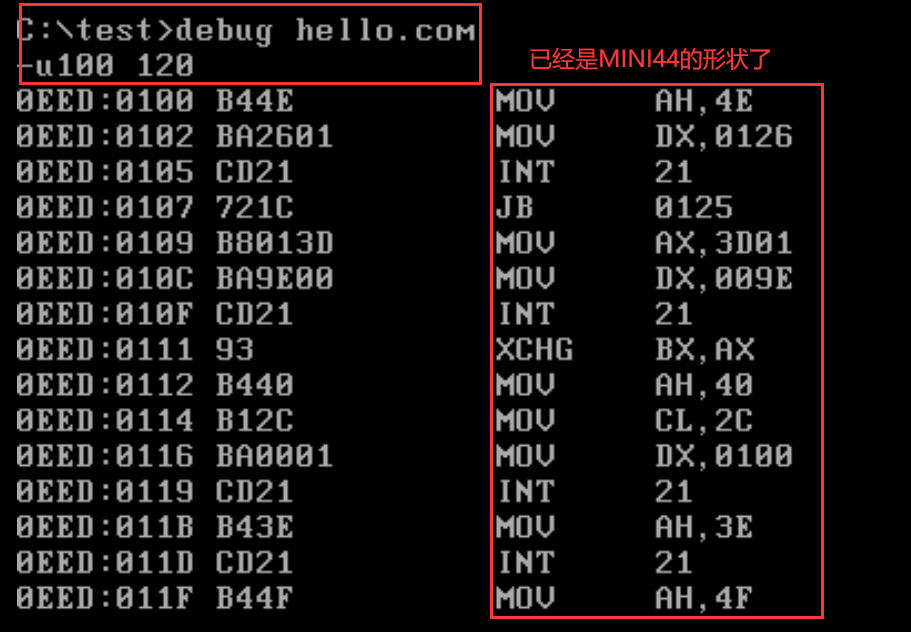 C:\test>debug hello.com
-u100 120
已经是MINI44的形状了
0EED:0100 B44E MOV AH,4E
0EED:0102 BA2601 MOV DX,0126
0EED:0105 CD21 INT 21
0EED:0107 721C JB 0125
0EED:0109 B8013D MOV AX,3D01
0EED:010C BA9E00 MOV DX,009E
0EED:010F CD21 INT 21
0EED:0111 93 XCHG BX,AX
0EED:0112 B440 MOV AH,40
0EED:0114 B12C MOV CL,2C
0EED:0116 BA0001 MOV DX,0100
0EED:0119 CD21 INT 21
0EED:011B B43E MOV AH,3E
0EED:011D CD21 INT 21
0EED:011F B44F MOV AH,4F